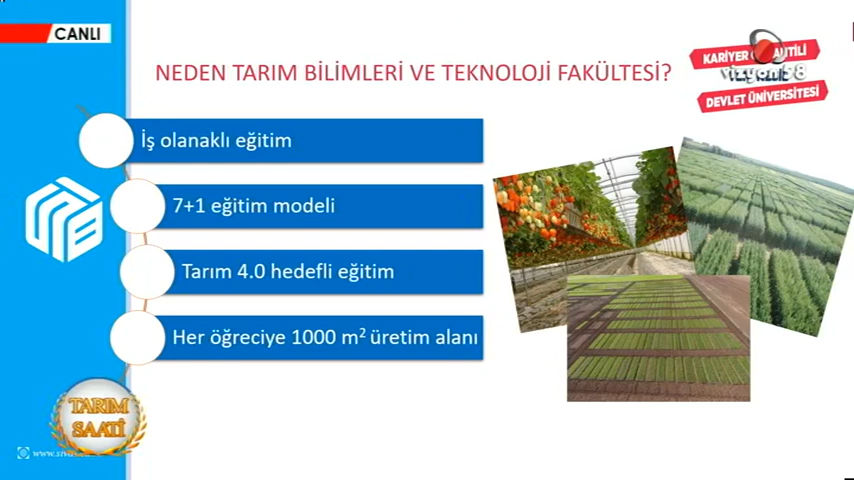 CANLI
NEDEN TARIM BİLİMLERİ VE TEKNOLOJİ FAKÜLTESİ?
KARİYER
DEVLET ÜNİVERSİTESİ
İş olanaklı eğitim
7+1 eğitim modeli
Tarım 4.0 hedefli eğitim
Her öğreciye 1000 m² üretim alanı
TARIM
SAATİ